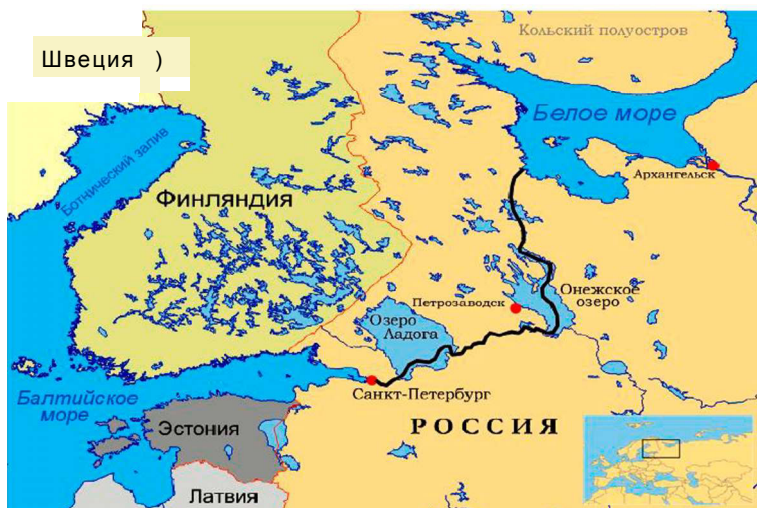 Кольский полуостров
Швеция )
Белое море
Ботнический залив
Архангельск
Финляндия
Онежское
озеро
Петрозаводск
Озеро
Ладога
Санкт-Петербург
Балтийское
море
Эстония
РОССИЯ
Латвия